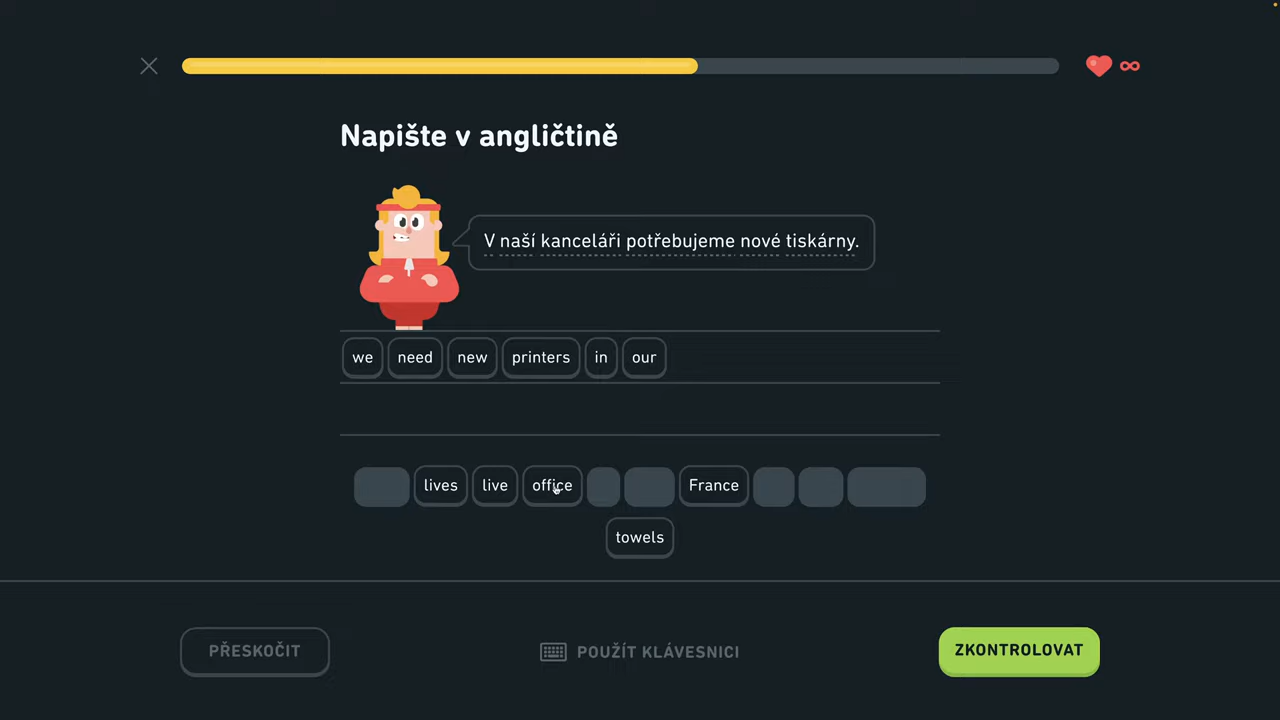 Napište v angličtině
V naší kanceláři potřebujeme nové tiskárny.
we need new printers in our
lives live office France
towels
PŘESKOČIT POUŽÍT KLÁVESNICI ZKONTROLOVAT